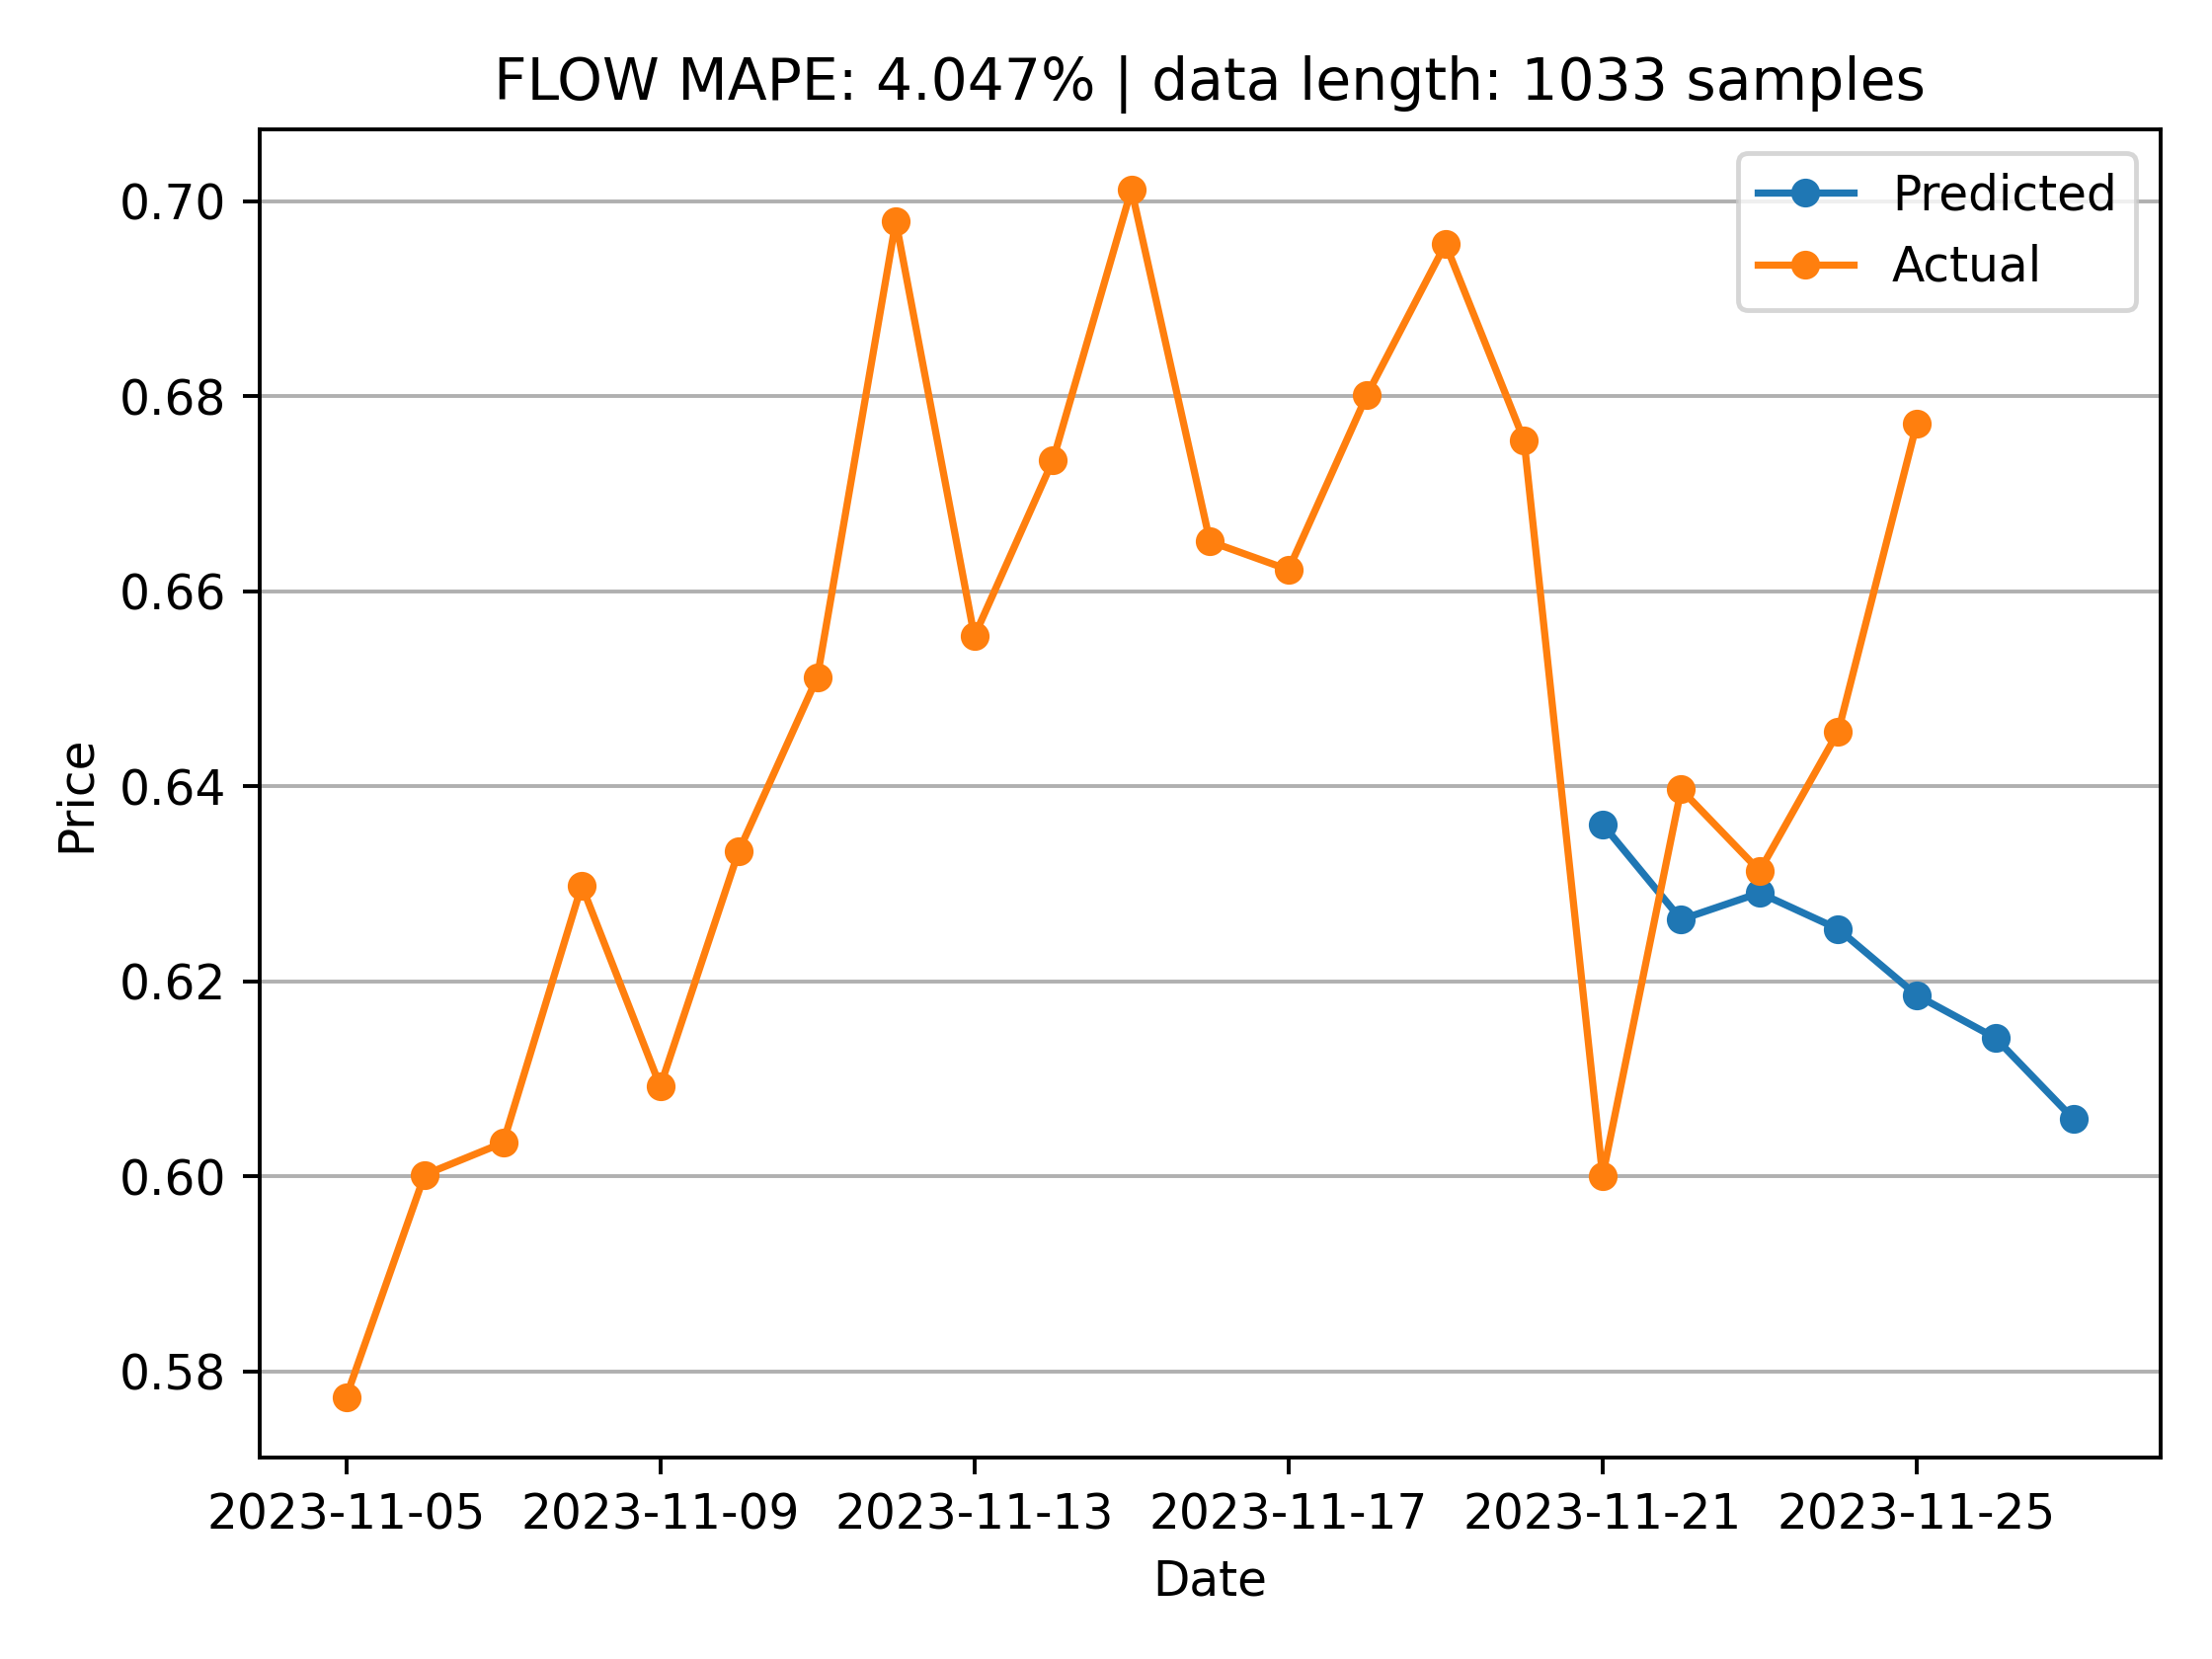 FLOW MAPE: 4.047% | data length: 1033 samples
Predicted
Actual
0.70
0.68
0.66
0.64
0.62
0.60
0.58
Price
2023-11-05 2023-11-09 2023-11-13 2023-11-17 2023-11-21 2023-11-25
Date